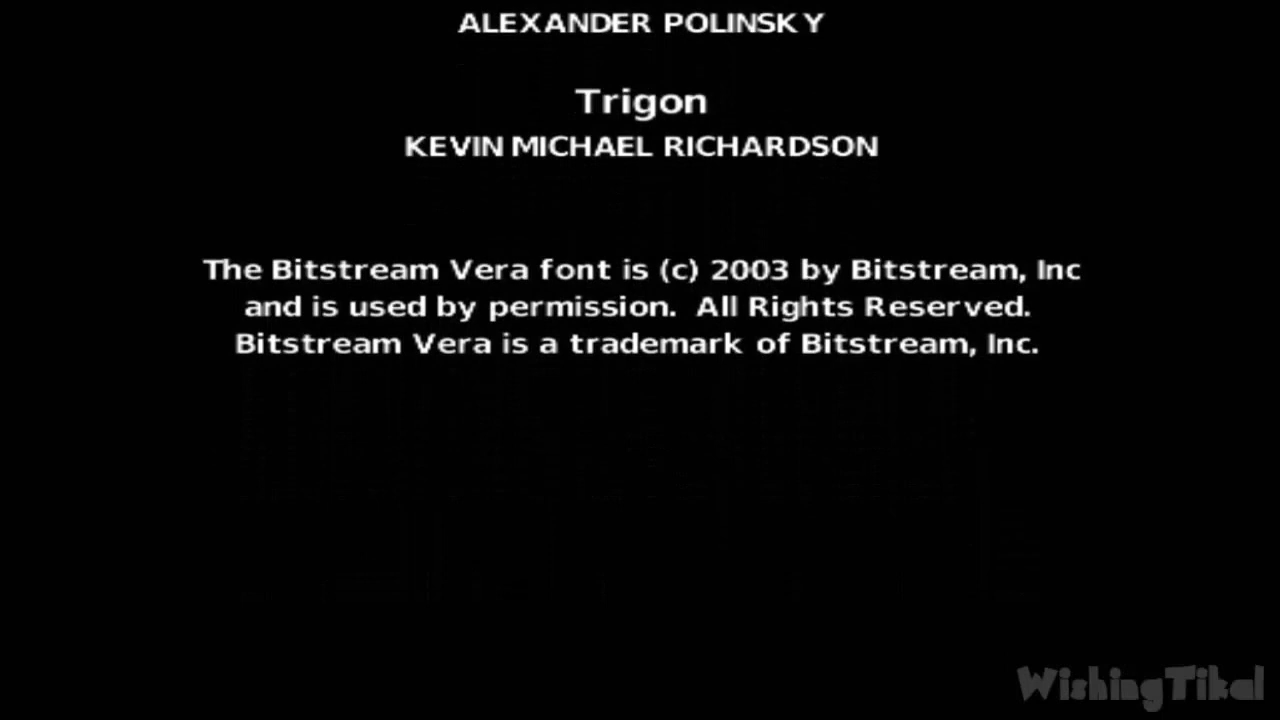 ALEXANDER POLINSKY
Trigon
KEVIN MICHAEL RICHARDSON
The Bitstream Vera font is (c) 2003 by Bitstream, Inc
and is used by permission.  All Rights Reserved.
Bitstream Vera is a trademark of Bitstream, Inc.
WishingTikal